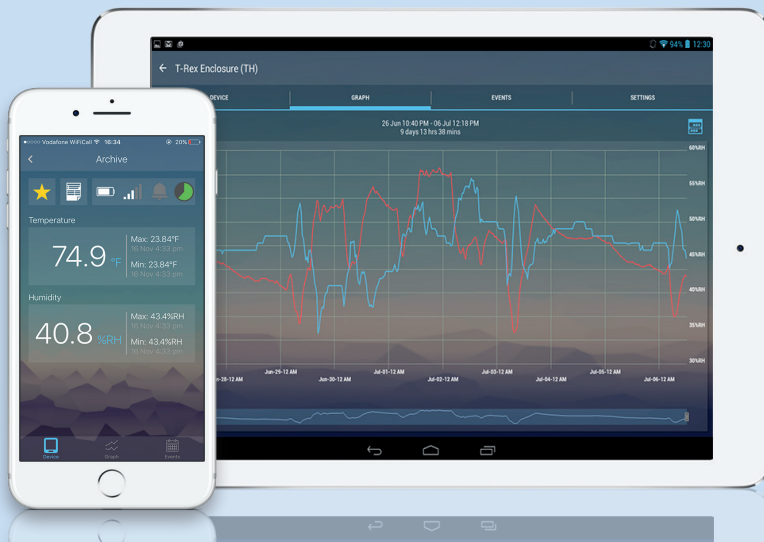 94% 12:30
T-Rex Enclosure (TH)
DEVICE GRAPH EVENTS SETTINGS
26 Jun 10:40 PM - 06 Jul 12:18 PM
9 days 13 hrs 38 mins
60%RH
55%RH
50%RH
45%RH
40%RH
35%RH
30%RH
Jun-29-12 AM Jul-01-12 AM Jul-03-12 AM Jul-05-12 AM
n-28-12 AM Jun-30-12 AM Jul-02-12 AM Jul-04-12 AM Jul-06-12 AM
Vodafone WiFiCall 16:34 20%
Archive
Temperature
74.9 °F
Max: 23.84°F
16 Nov 4:33 pm
Min: 23.84°F
16 Nov 4:33 pm
Humidity
40.8 %RH
Max: 43.4%RH
16 Nov 4:33 pm
Min: 43.4%RH
16 Nov 4:33 pm
Device Graph Events